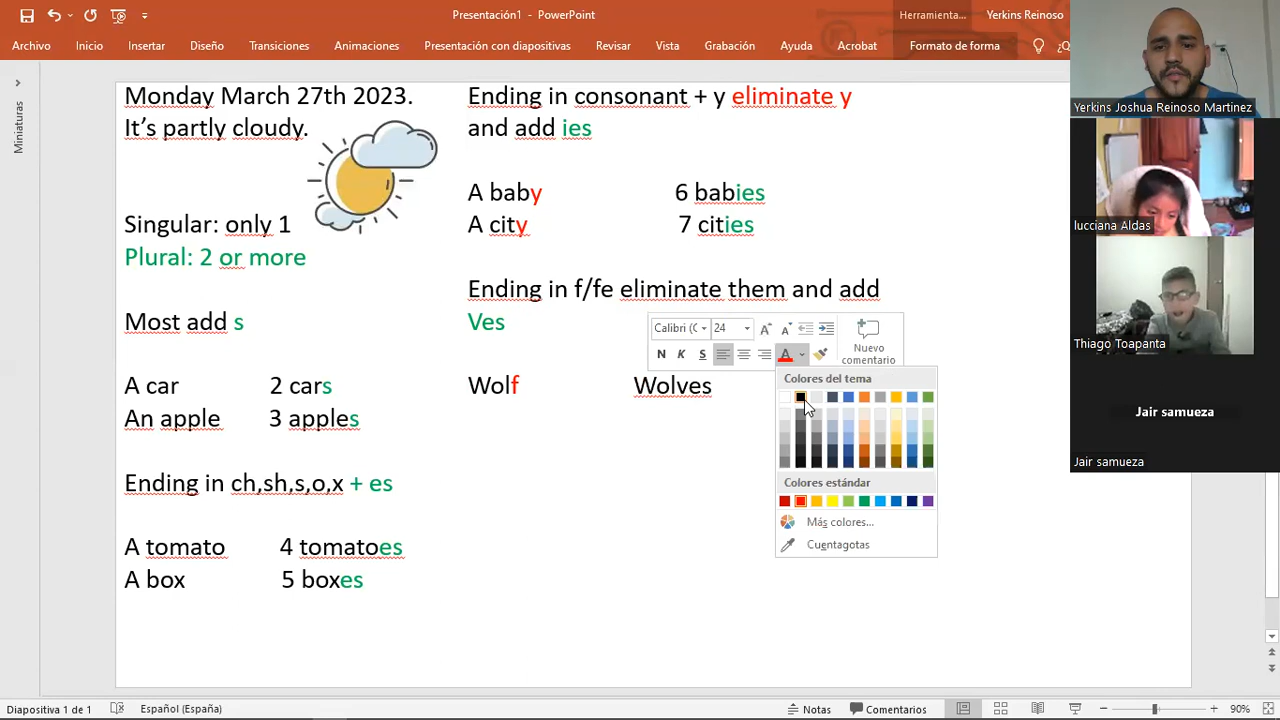 Presentación1 - PowerPoint
Herramienta...
Yerkins Reinoso
Archivo Inicio Insertar Diseño Transiciones Animaciones Presentación con diapositivas Revisar Vista Grabación Ayuda Acrobat Formato de forma ¿Q
Miniaturas
Monday March 27th 2023.
It's partly cloudy.
Singular: only 1
Plural: 2 or more
Most add s
A car 2 cars
An apple 3 apples
Ending in ch,sh,s,o,x + es
A tomato 4 tomatoes
A box 5 boxes
Ending in consonant + y eliminate y
and add ies
A baby 6 babies
A city 7 cities
Ending in f/fe eliminate them and add
Ves
Wolf Wolves
Calibri (C 24
N K S
Nuevo
comentario
Colores del tema
Colores estándar
Más colores...
Cuentagotas
Yerkins Joshua Reinoso Martinez
lucciana Aldas
Thiago Toapanta
Jair samueza
Jair samueza
Diapositiva 1 de 1 Español (España) Notas Comentarios 90%